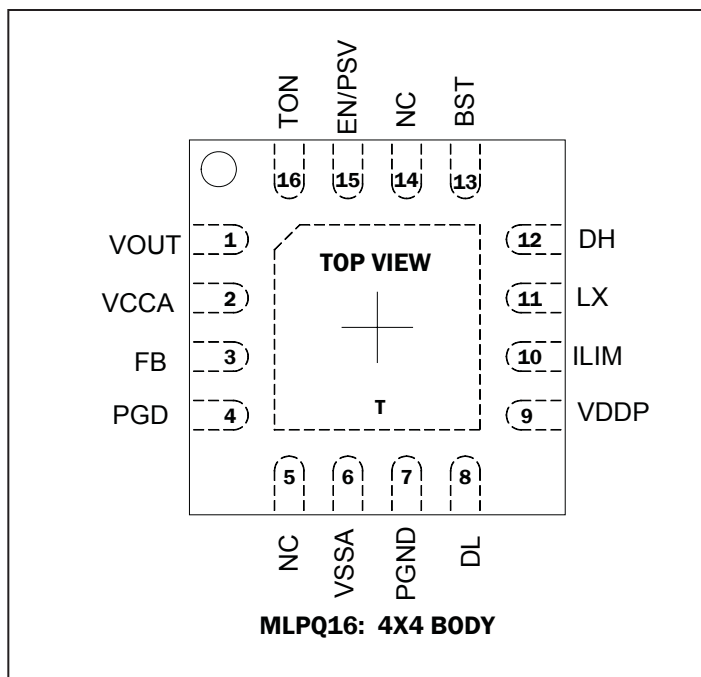 TON
EN/PSV
NC
BST
16
15
14
13
VOUT
1
12
DH
TOP VIEW
VCCA
2
11
LX
FB
3
10
ILIM
PGD
4
T
9
VDDP
5
6
7
8
NC
VSSA
PGND
DL
MLPQ16: 4X4 BODY